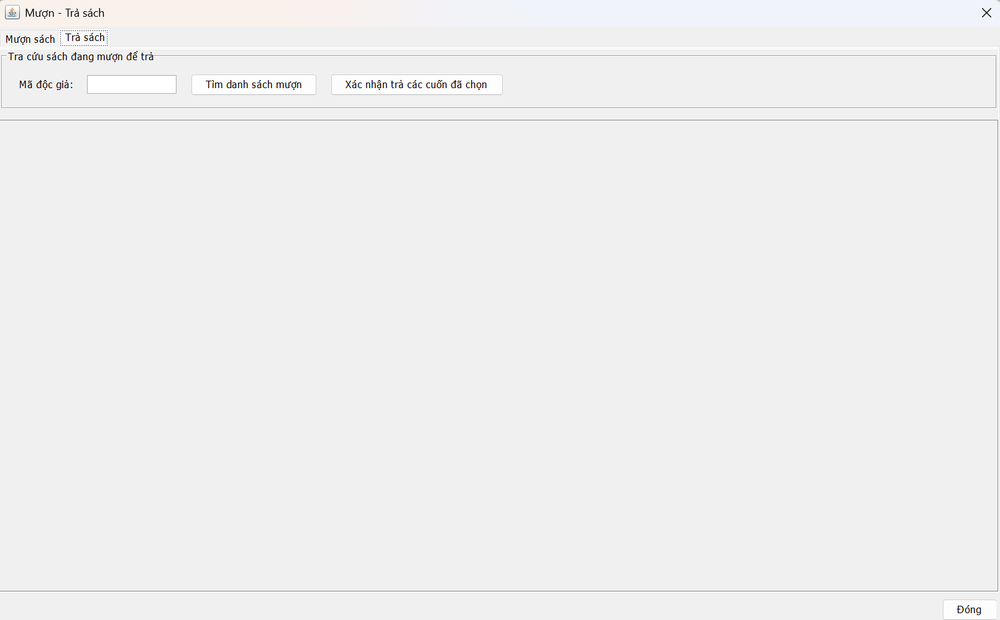 Mượn - Trả sách
Mượn sách Trả sách
Tra cứu sách đang mượn để trả
Mã độc giả: Tìm danh sách mượn Xác nhận trả các cuốn đã chọn
Đóng